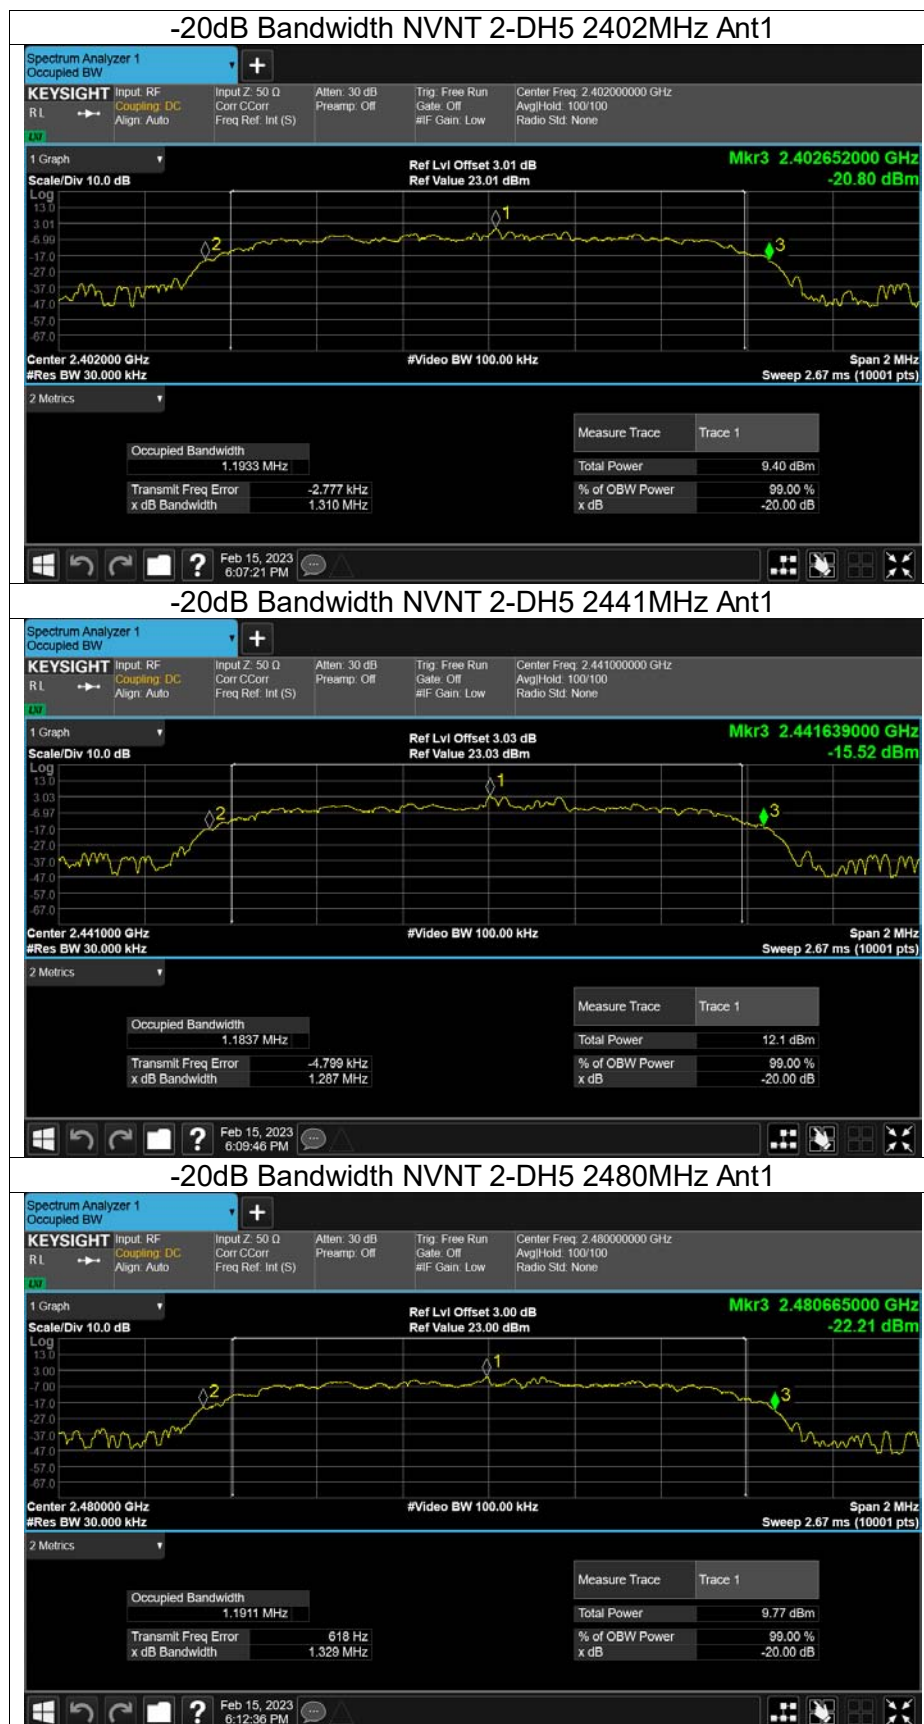 -20dB Bandwidth NVNT 2-DH5 2402MHz Ant1
Spectrum Analyzer 1
Occupied BW
+
KEYSIGHT Input: RF Input Z: 50 Ω Atten: 30 dB Trig: Free Run Center Freq: 2.402000000 GHz
R L Coupling: DC Corr CCorr Preamp: Off Gate: Off Avg|Hold: 100/100
Align: Auto Freq Ref: Int (S) #IF Gain: Low Radio Std: None
LXI
1 Graph
Ref Lvl Offset 3.01 dB Mkr3 2.402652000 GHz
Scale/Div 10.0 dB Ref Value 23.01 dBm -20.80 dBm
Log
13.0
3.01
-6.99
-17.0
-27.0
-37.0
-47.0
-57.0
-67.0
1
2
3
Center 2.402000 GHz #Video BW 100.00 kHz Span 2 MHz
#Res BW 30.000 kHz Sweep 2.67 ms (10001 pts)
2 Metrics
Measure Trace Trace 1
Occupied Bandwidth
1.1933 MHz Total Power 9.40 dBm
Transmit Freq Error -2.777 kHz % of OBW Power 99.00 %
x dB Bandwidth 1.310 MHz x dB -20.00 dB
? Feb 15, 2023
6:07:21 PM
-20dB Bandwidth NVNT 2-DH5 2441MHz Ant1
Spectrum Analyzer 1
Occupied BW
+
KEYSIGHT Input: RF Input Z: 50 Ω Atten: 30 dB Trig: Free Run Center Freq: 2.441000000 GHz
R L Coupling: DC Corr CCorr Preamp: Off Gate: Off Avg|Hold: 100/100
Align: Auto Freq Ref: Int (S) #IF Gain: Low Radio Std: None
LXI
1 Graph
Ref Lvl Offset 3.03 dB Mkr3 2.441639000 GHz
Scale/Div 10.0 dB Ref Value 23.03 dBm -15.52 dBm
Log
13.0
3.03
-6.97
-17.0
-27.0
-37.0
-47.0
-57.0
-67.0
1
2
3
Center 2.441000 GHz #Video BW 100.00 kHz Span 2 MHz
#Res BW 30.000 kHz Sweep 2.67 ms (10001 pts)
2 Metrics
Measure Trace Trace 1
Occupied Bandwidth
1.1837 MHz Total Power 12.1 dBm
Transmit Freq Error -4.799 kHz % of OBW Power 99.00 %
x dB Bandwidth 1.287 MHz x dB -20.00 dB
? Feb 15, 2023
6:09:46 PM
-20dB Bandwidth NVNT 2-DH5 2480MHz Ant1
Spectrum Analyzer 1
Occupied BW
+
KEYSIGHT Input: RF Input Z: 50 Ω Atten: 30 dB Trig: Free Run Center Freq: 2.480000000 GHz
R L Coupling: DC Corr CCorr Preamp: Off Gate: Off Avg|Hold: 100/100
Align: Auto Freq Ref: Int (S) #IF Gain: Low Radio Std: None
LXI
1 Graph
Ref Lvl Offset 3.00 dB Mkr3 2.480665000 GHz
Scale/Div 10.0 dB Ref Value 23.00 dBm -22.21 dBm
Log
13.0
3.00
-7.00
-17.0
-27.0
-37.0
-47.0
-57.0
-67.0
1
2
3
Center 2.480000 GHz #Video BW 100.00 kHz Span 2 MHz
#Res BW 30.000 kHz Sweep 2.67 ms (10001 pts)
2 Metrics
Measure Trace Trace 1
Occupied Bandwidth
1.1911 MHz Total Power 9.77 dBm
Transmit Freq Error 618 Hz % of OBW Power 99.00 %
x dB Bandwidth 1.329 MHz x dB -20.00 dB
? Feb 15, 2023
6:12:36 PM